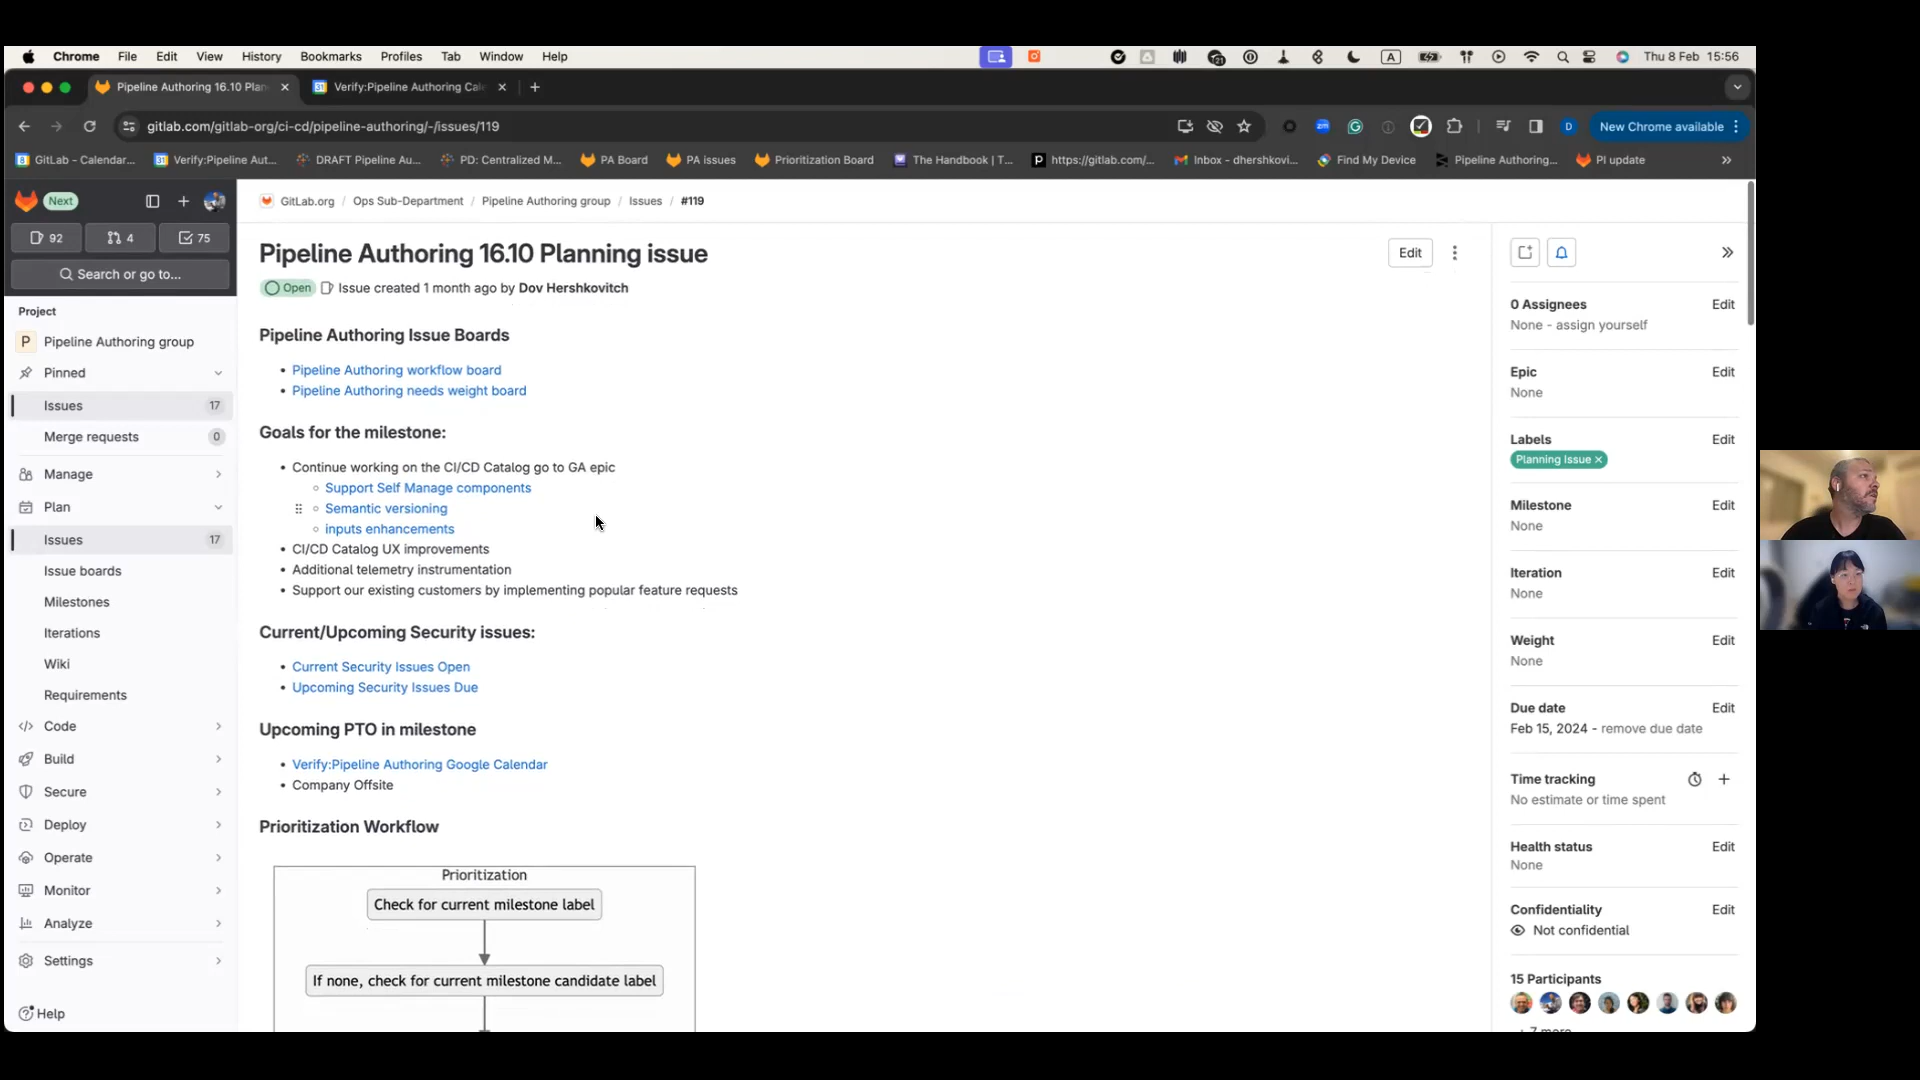 Chrome File Edit View History Bookmarks Profiles Tab Window Help
A
Thu 8 Feb 15:56
Pipeline Authoring 16.10 Plan
Verify:Pipeline Authoring Cale
gitlab.com/gitlab-org/ci-cd/pipeline-authoring/-/issues/119
D
New Chrome available
GitLab - Calendar...
Verify:Pipeline Aut...
DRAFT Pipeline Au...
PD: Centralized M...
PA Board
PA issues
Prioritization Board
The Handbook | T...
https://gitlab.com/...
Inbox - dhershkovi...
Find My Device
Pipeline Authoring...
PI update
Next
92
4
75
Search or go to...
Project
P Pipeline Authoring group
Pinned
Issues 17
Merge requests 0
Manage
Plan
Issues 17
Issue boards
Milestones
Iterations
Wiki
Requirements
Code
Build
Secure
Deploy
Operate
Monitor
Analyze
Settings
Help
GitLab.org / Ops Sub-Department / Pipeline Authoring group / Issues / #119
Pipeline Authoring 16.10 Planning issue
Edit
Open Issue created 1 month ago by Dov Hershkovitch
Pipeline Authoring Issue Boards
• Pipeline Authoring workflow board
• Pipeline Authoring needs weight board
Goals for the milestone:
• Continue working on the CI/CD Catalog go to GA epic
Support Self Manage components
Semantic versioning
inputs enhancements
• CI/CD Catalog UX improvements
• Additional telemetry instrumentation
• Support our existing customers by implementing popular feature requests
Current/Upcoming Security issues:
• Current Security Issues Open
• Upcoming Security Issues Due
Upcoming PTO in milestone
• Verify:Pipeline Authoring Google Calendar
• Company Offsite
Prioritization Workflow
Prioritization
Check for current milestone label
If none, check for current milestone candidate label
0 Assignees Edit
None - assign yourself
Epic Edit
None
Labels Edit
Planning Issue ×
Milestone Edit
None
Iteration Edit
None
Weight Edit
None
Due date Edit
Feb 15, 2024 - remove due date
Time tracking
No estimate or time spent
Health status Edit
None
Confidentiality Edit
Not confidential
15 Participants
+ 7 more